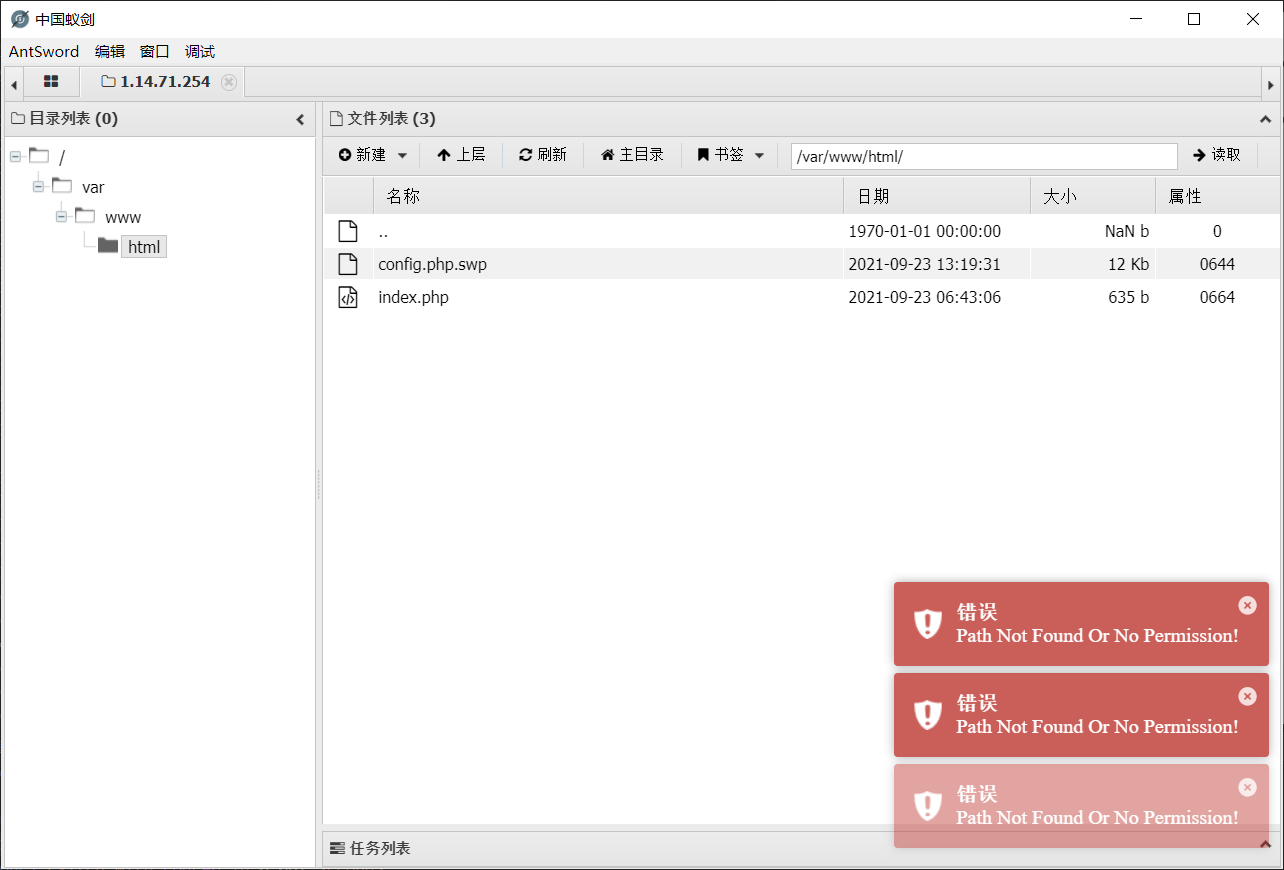 中国蚁剑
AntSword 编辑 窗口 调试
1.14.71.254
目录列表 (0)
/
var
www
html
文件列表 (3)
新建 上层 刷新 主目录 书签 /var/www/html/ 读取
名称 日期 大小 属性
.. 1970-01-01 00:00:00 NaN b 0
config.php.swp 2021-09-23 13:19:31 12 Kb 0644
index.php 2021-09-23 06:43:06 635 b 0664
错误
Path Not Found Or No Permission!
错误
Path Not Found Or No Permission!
错误
Path Not Found Or No Permission!
任务列表